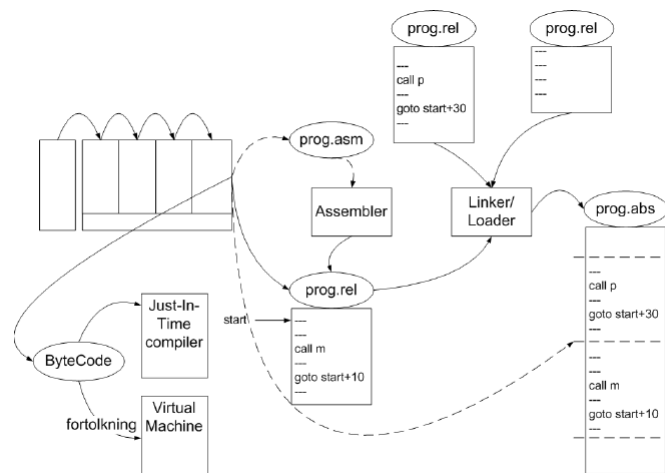 prog.rel
---
call p
---
goto start+30
---
prog.rel
---
---
---
---
prog.asm
Assembler
Linker/
Loader
prog.abs
---
call p
---
goto start+30
---
---
---
call m
---
goto start+10
---
prog.rel
start
---
---
call m
---
goto start+10
---
---
Just-In-
Time
compiler
ByteCode
fortolkning
Virtual
Machine